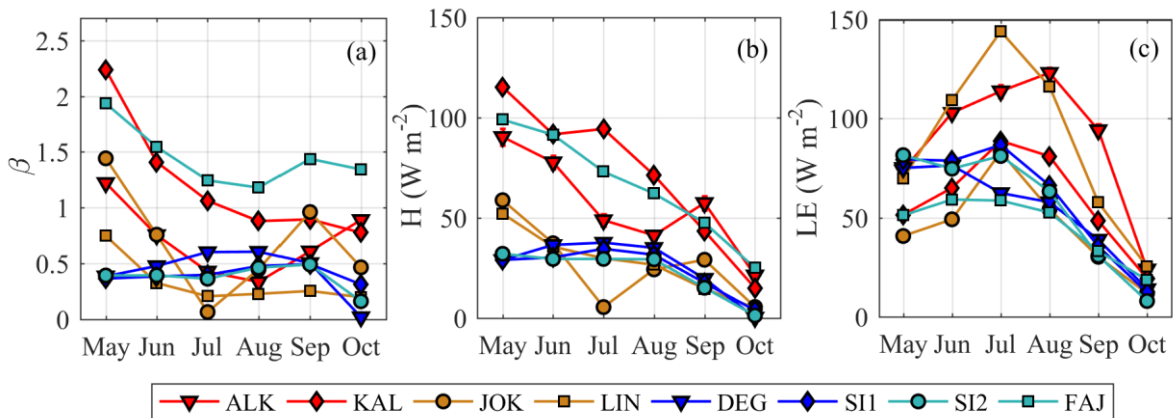 (a)
2.5
2
1.5
1
0.5
0
β
May Jun Jul Aug Sep Oct
(b)
150
100
50
0
H (W m⁻²)
May Jun Jul Aug Sep Oct
(c)
150
100
50
0
LE (W m⁻²)
May Jun Jul Aug Sep Oct
ALK KAL JOK LIN DEG SI1 SI2 FAJ